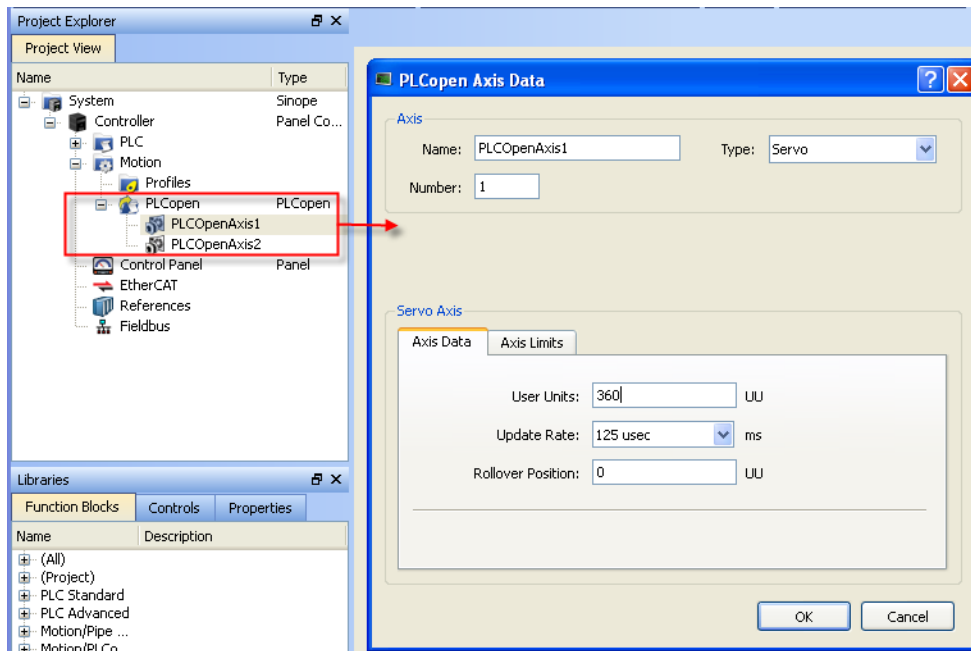 Project Explorer
Project View
Name Type
System Sinope
Controller Panel Co...
PLC
Motion
Profiles
PLCopen PLCopen
PLCOpenAxis1
PLCOpenAxis2
Control Panel Panel
EtherCAT
References
Fieldbus
Libraries
Function Blocks Controls Properties
Name Description
(All)
(Project)
PLC Standard
PLC Advanced
Motion/Pipe ...
Motion/PLCo...
PLCopen Axis Data
Axis
Name: PLCOpenAxis1 Type: Servo
Number: 1
Servo Axis
Axis Data Axis Limits
User Units: 360 UU
Update Rate: 125 usec ms
Rollover Position: 0 UU
OK Cancel